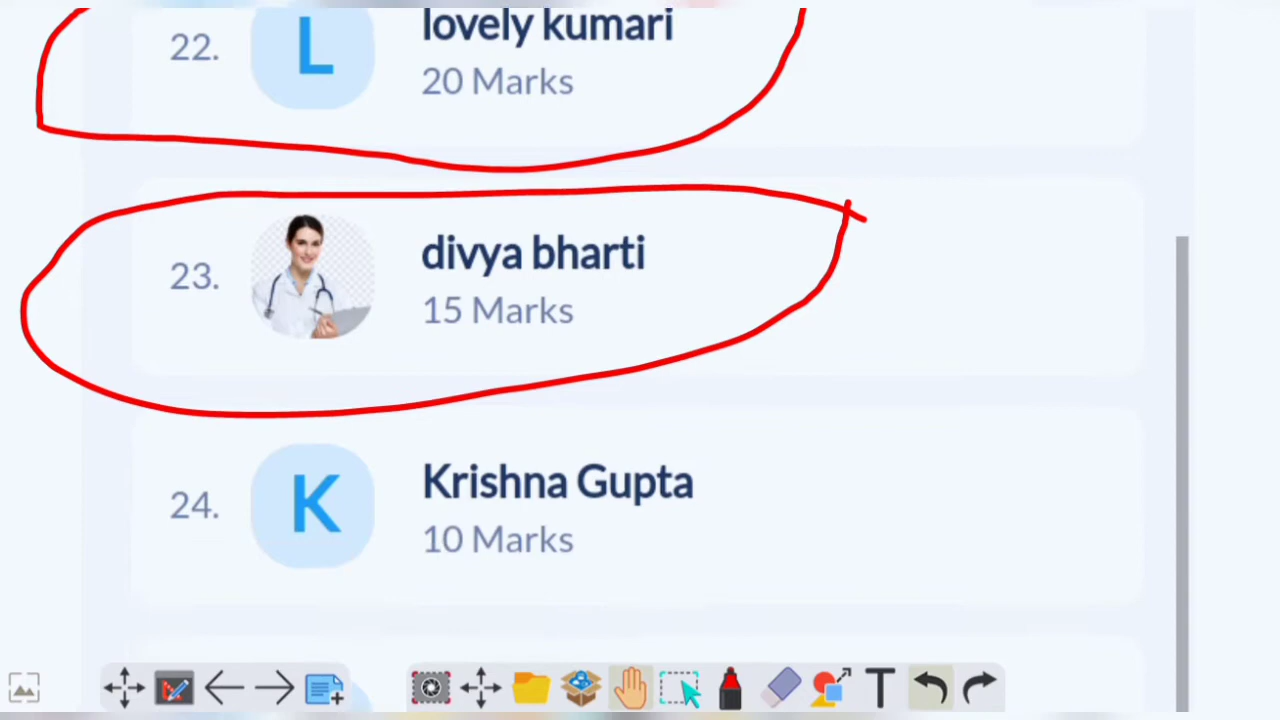 22.
L
lovely kumari
20 Marks
23.
divya bharti
15 Marks
24.
K
Krishna Gupta
10 Marks
T